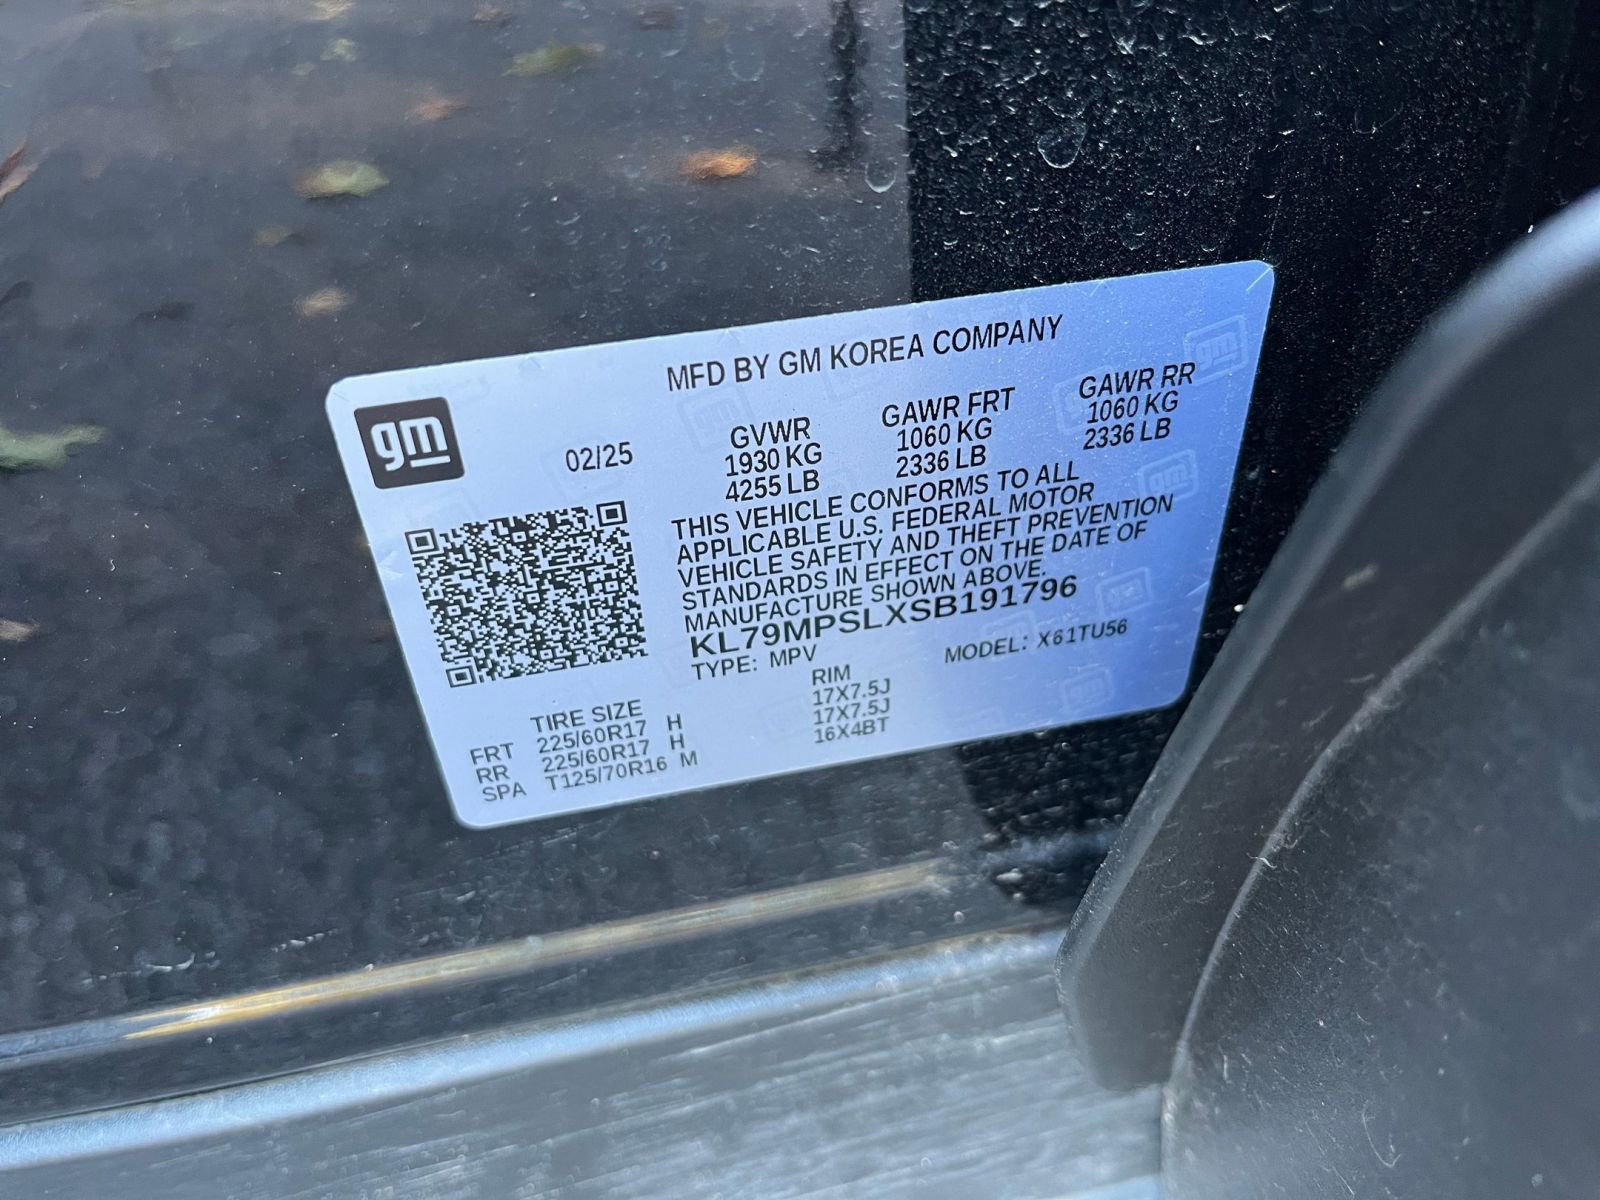 MFD BY GM KOREA COMPANY
gm
02/25
GVWR GAWR FRT GAWR RR
1930 KG 1060 KG 1060 KG
4255 LB 2336 LB 2336 LB
THIS VEHICLE CONFORMS TO ALL
APPLICABLE U.S. FEDERAL MOTOR
VEHICLE SAFETY AND THEFT PREVENTION
STANDARDS IN EFFECT ON THE DATE OF
MANUFACTURE SHOWN ABOVE.
KL79MPSLXSB191796
TYPE: MPV MODEL: X61TU56
TIRE SIZE RIM
FRT 225/60R17 H 17X7.5J
RR 225/60R17 H 17X7.5J
SPA T125/70R16 M 16X4BT